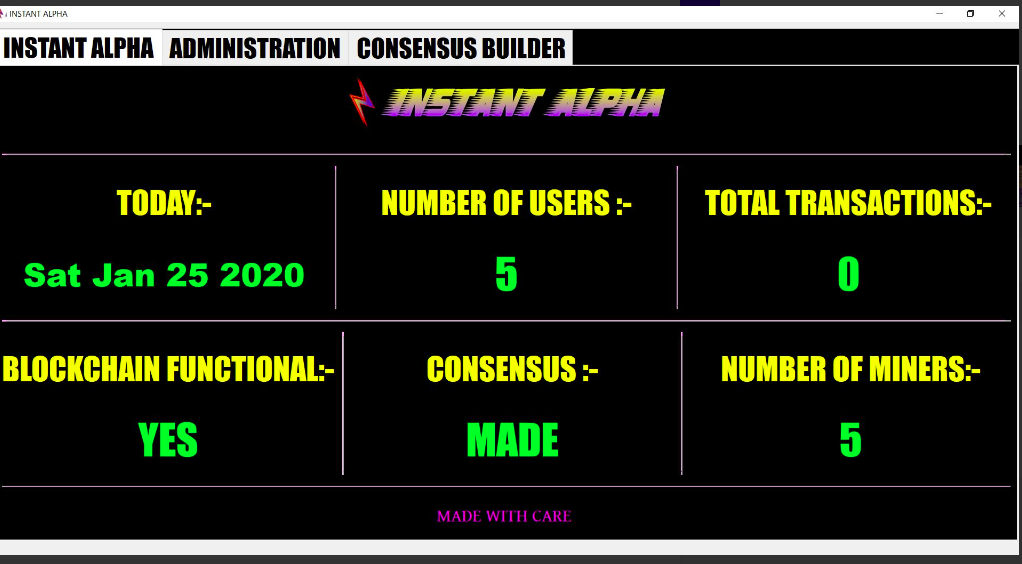 INSTANT ALPHA
INSTANT ALPHA ADMINISTRATION CONSENSUS BUILDER
INSTANT ALPHA
TODAY:- NUMBER OF USERS :- TOTAL TRANSACTIONS:-
Sat Jan 25 2020 5 0
BLOCKCHAIN FUNCTIONAL:- CONSENSUS :- NUMBER OF MINERS:-
YES MADE 5
MADE WITH CARE